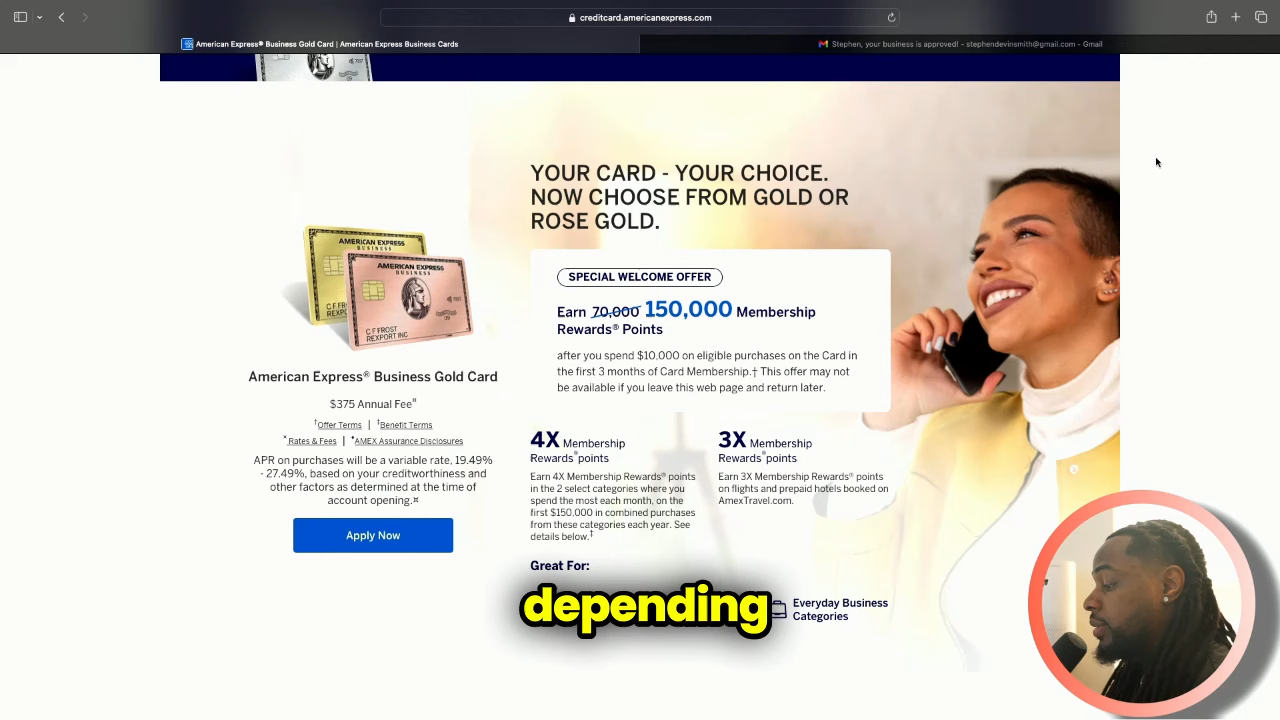 creditcard.americanexpress.com
American Express® Business Gold Card | American Express Business Cards
Stephen, your business is approved! - stephendevinsmith@gmail.com - Gmail
YOUR CARD - YOUR CHOICE.
NOW CHOOSE FROM GOLD OR
ROSE GOLD.
SPECIAL WELCOME OFFER
Earn 70,000 150,000 Membership
Rewards® Points
after you spend $10,000 on eligible purchases on the Card in
the first 3 months of Card Membership.† This offer may not
be available if you leave this web page and return later.
AMERICAN EXPRESS
BUSINESS
AMERICAN EXPRESS
BUSINESS
C F FROST
REXPORT INC
American Express® Business Gold Card
$375 Annual Fee¤
†Offer Terms | ‡Benefit Terms
¤Rates & Fees | *AMEX Assurance Disclosures
APR on purchases will be a variable rate, 19.49%
- 27.49%, based on your creditworthiness and
other factors as determined at the time of
account opening.¤
Apply Now
4X Membership
Rewards® points
Earn 4X Membership Rewards® points
in the 2 select categories where you
spend the most each month, on the
first $150,000 in combined purchases
from these categories each year. See
details below.‡
3X Membership
Rewards® points
Earn 3X Membership Rewards® points
on flights and prepaid hotels booked on
AmexTravel.com.
Great For:
depending
Everyday Business
Categories